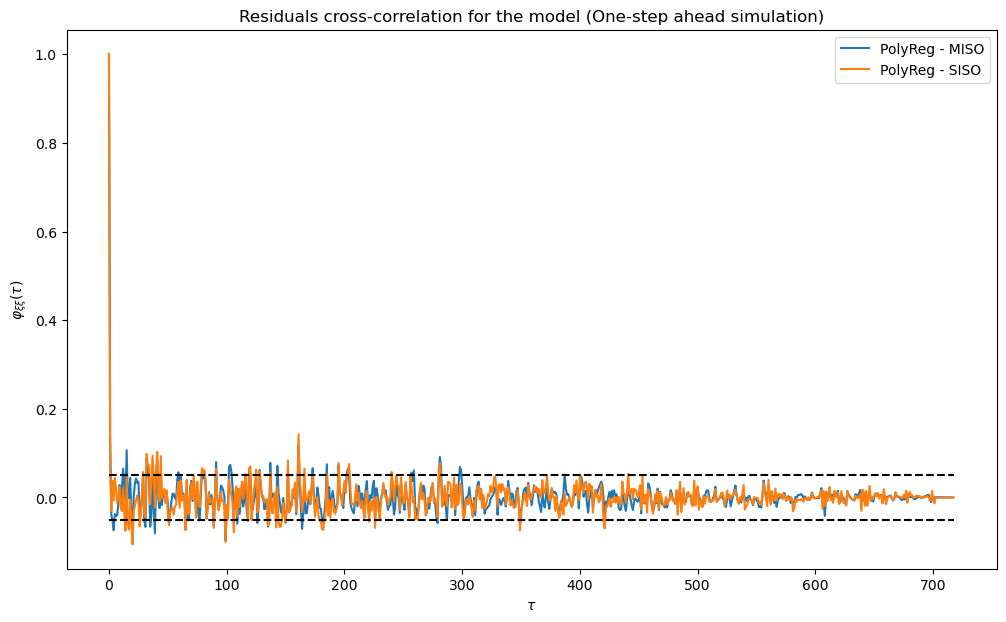 Residuals cross-correlation for the model (One-step ahead simulation)
PolyReg - MISO
PolyReg - SISO
1.0
0.8
0.6
0.4
0.2
0.0
φξξ(τ)
0 100 200 300 400 500 600 700
τ